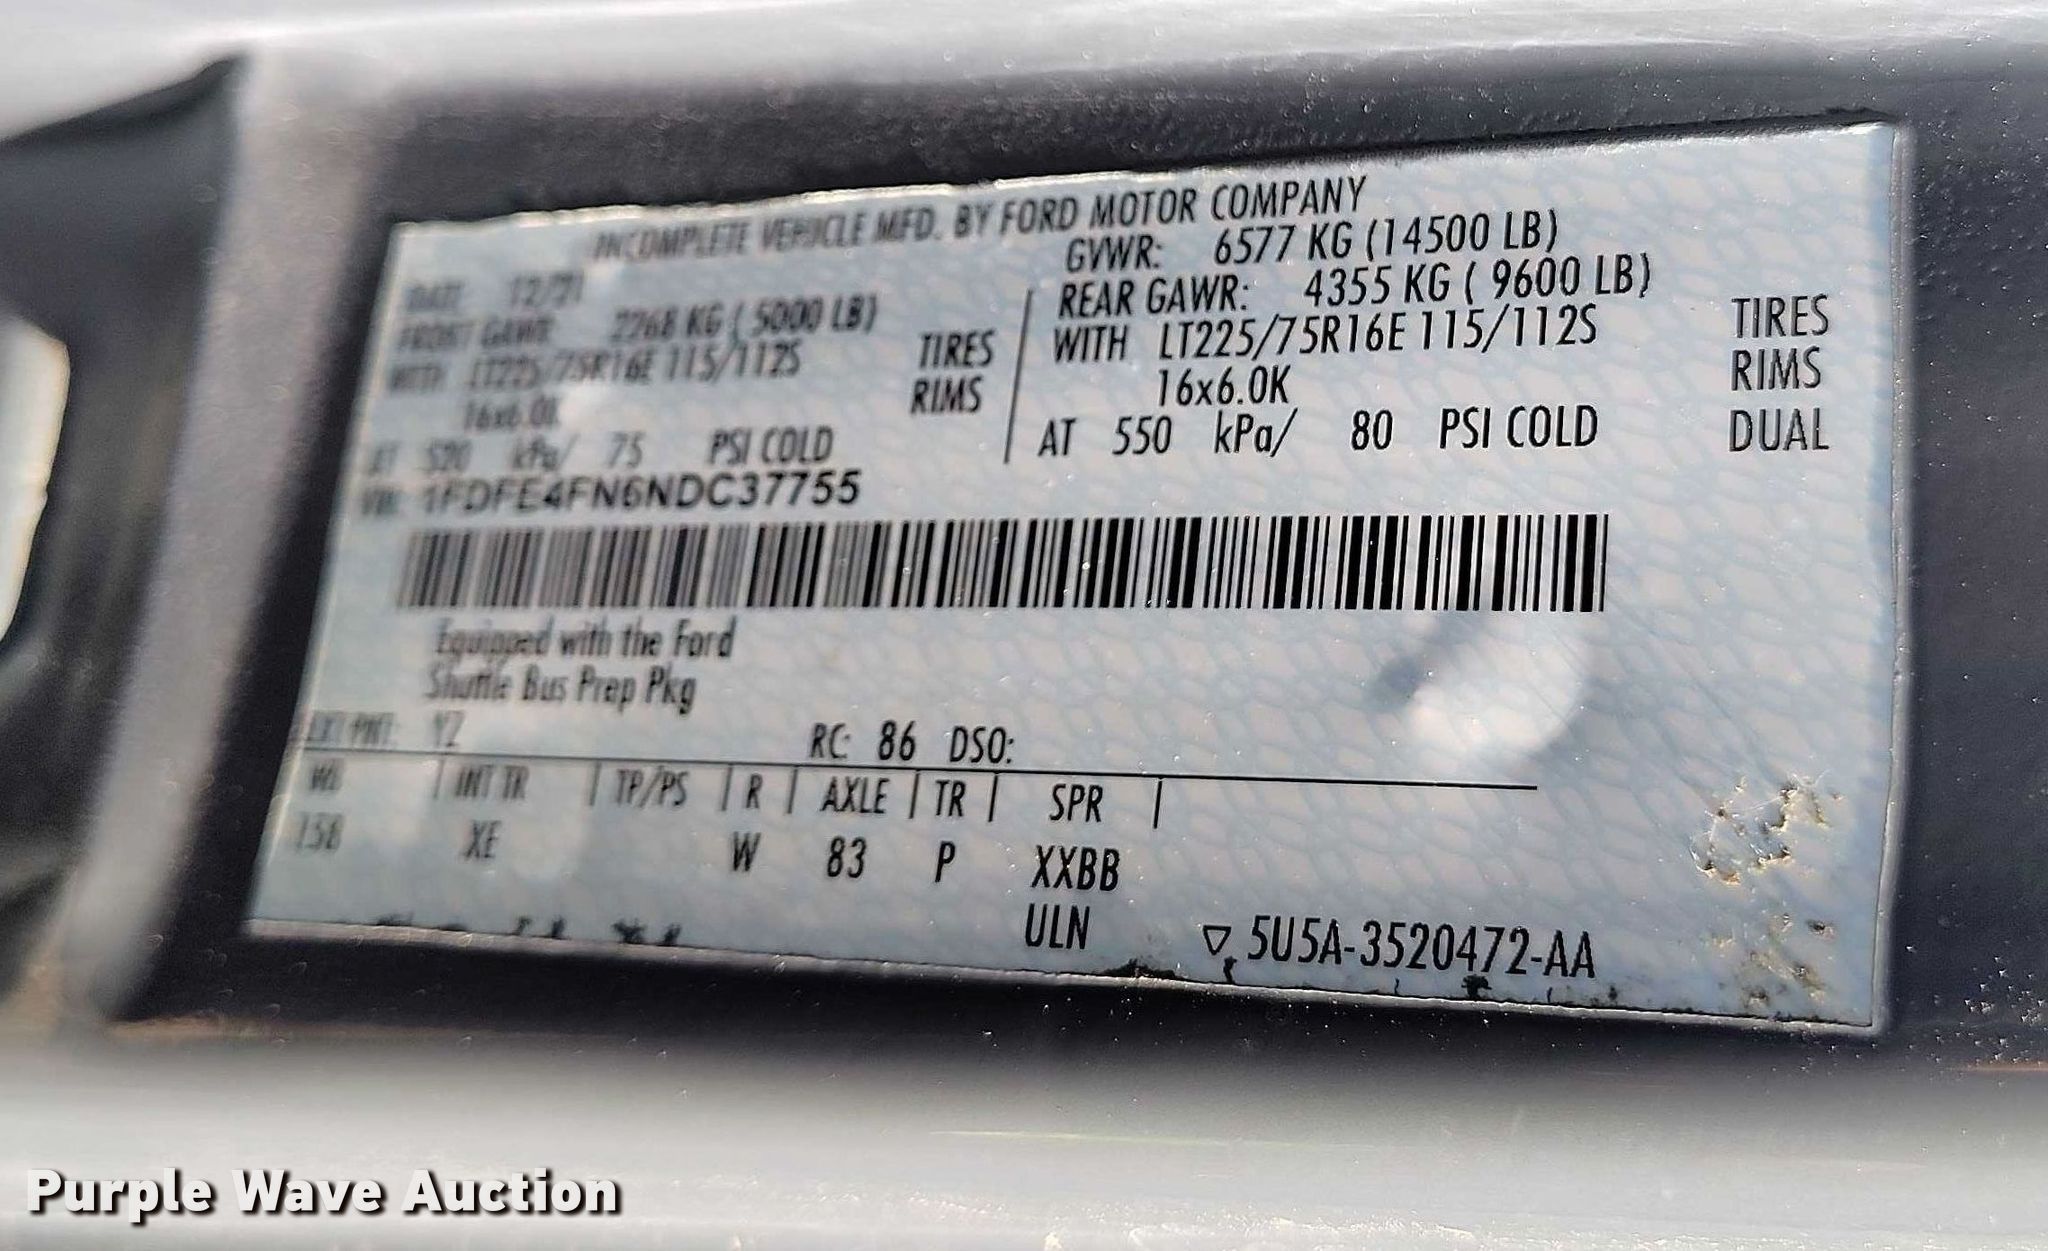 INCOMPLETE VEHICLE MFD. BY FORD MOTOR COMPANY
DATE: 12/21 GVWR: 6577 KG (14500 LB)
FRONT GAWR: 2268 KG ( 5000 LB) REAR GAWR: 4355 KG ( 9600 LB)
WITH LT225/75R16E 115/112S TIRES WITH LT225/75R16E 115/112S TIRES
16x6.0K RIMS 16x6.0K RIMS
AT 520 kPa/ 75 PSI COLD AT 550 kPa/ 80 PSI COLD DUAL
VIN: 1FDFE4FN6NDC37755
Equipped with the Ford
Shuttle Bus Prep Pkg
EXT PNT: YZ RC: 86 DSO:
WB | INT TR | TP/PS | R | AXLE | TR | SPR |
158 XE W 83 P XXBB
ULN ▽ 5U5A-3520472-AA
Purple Wave Auction